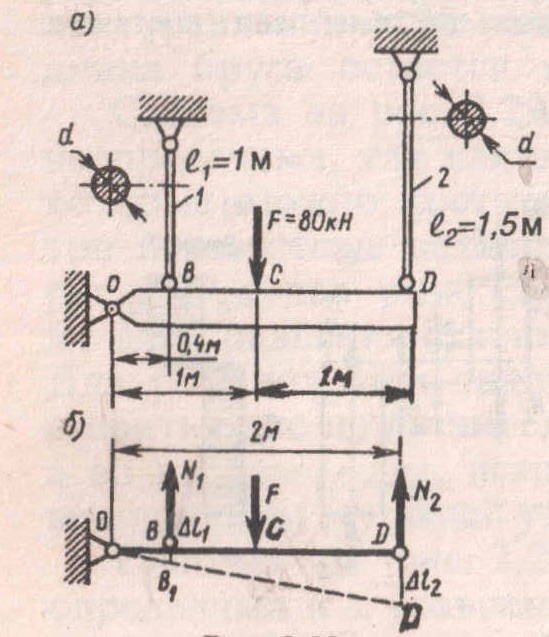 а)
d
ℓ₁=1м
1
2
d
F=80кН
ℓ₂=1,5м
O
B
C
D
0,4м
1м
1м
б)
2м
N₁
F
N₂
O
B
Δℓ₁
C
D
B₁
Δℓ₂
D